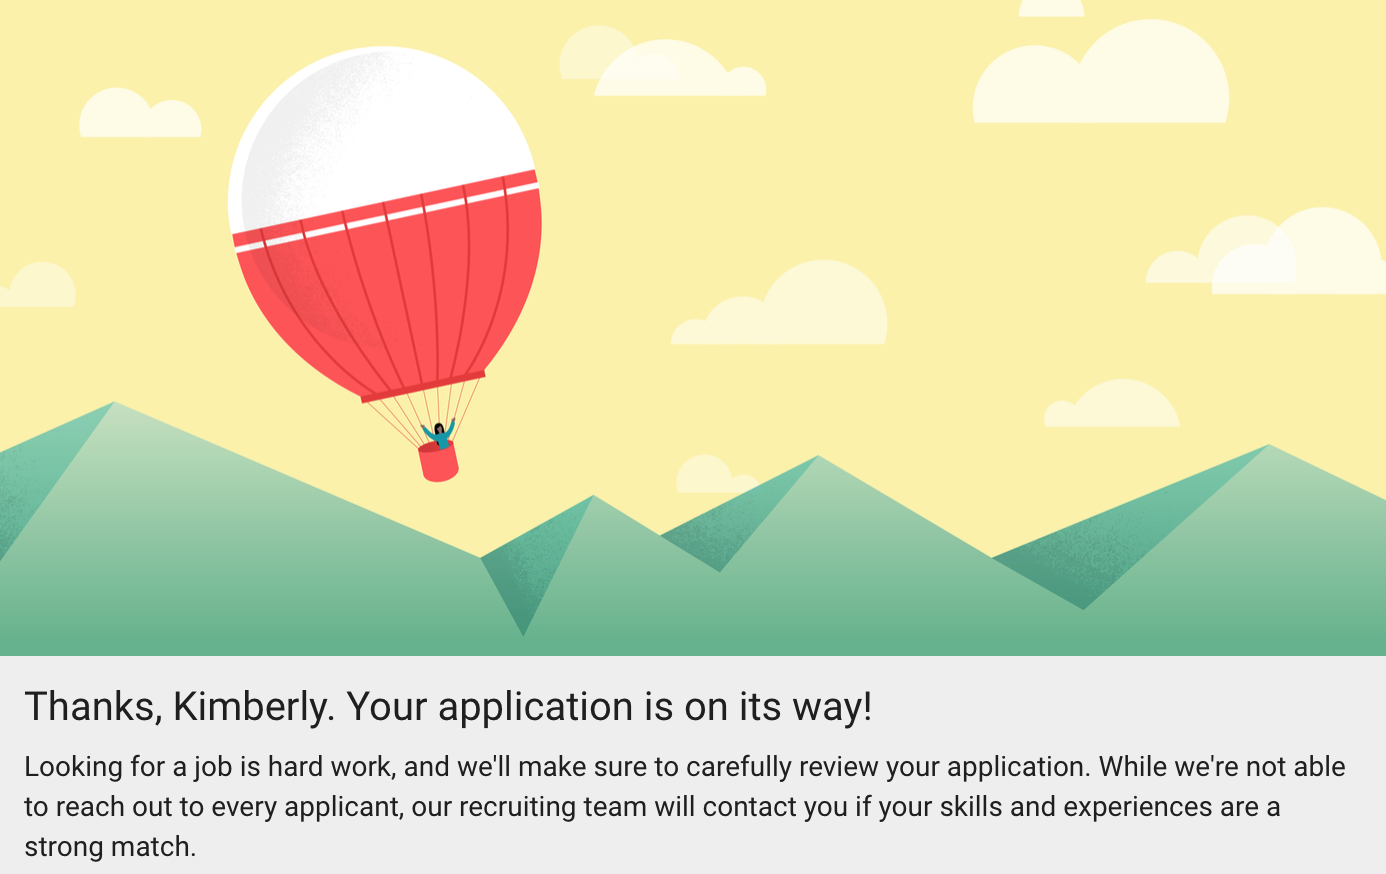 Thanks, Kimberly. Your application is on its way!
Looking for a job is hard work, and we'll make sure to carefully review your application. While we're not able
to reach out to every applicant, our recruiting team will contact you if your skills and experiences are a
strong match.